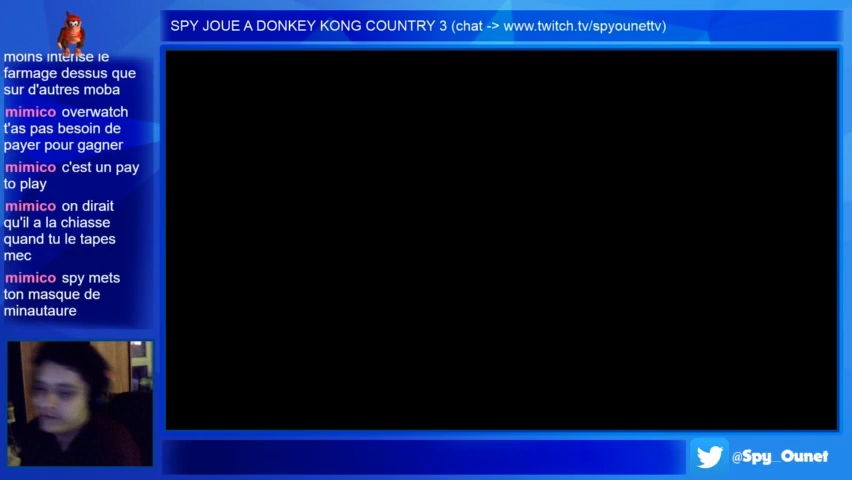 SPY JOUE A DONKEY KONG COUNTRY 3 (chat -> www.twitch.tv/spyounettv)
moins intense le
farmage dessus que
sur d'autres moba
mimico overwatch
t'as pas besoin de
payer pour gagner
mimico c'est un pay
to play
mimico on dirait
qu'il a la chiasse
quand tu le tapes
mec
mimico spy mets
ton masque de
minautaure
@Spy_Ounet